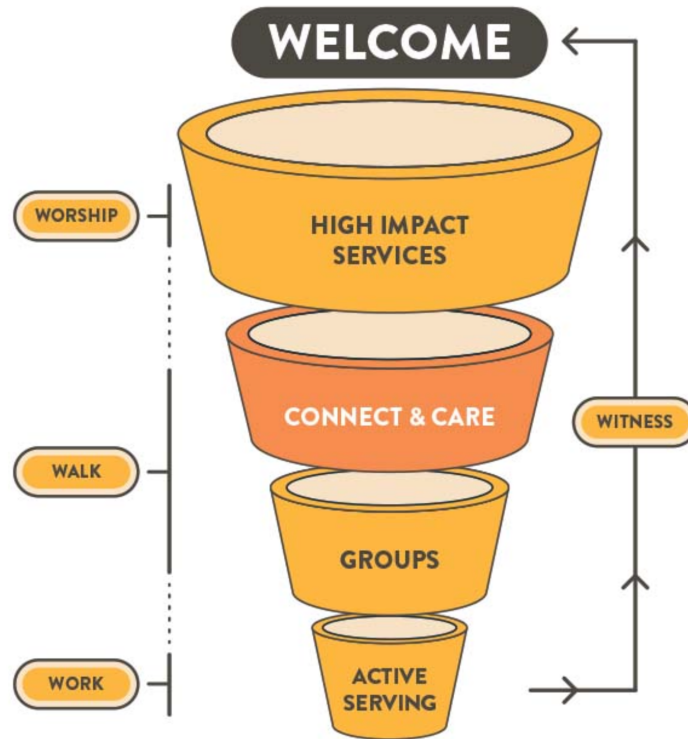 WELCOME
WORSHIP
HIGH IMPACT
SERVICES
CONNECT & CARE
WITNESS
WALK
GROUPS
WORK
ACTIVE
SERVING